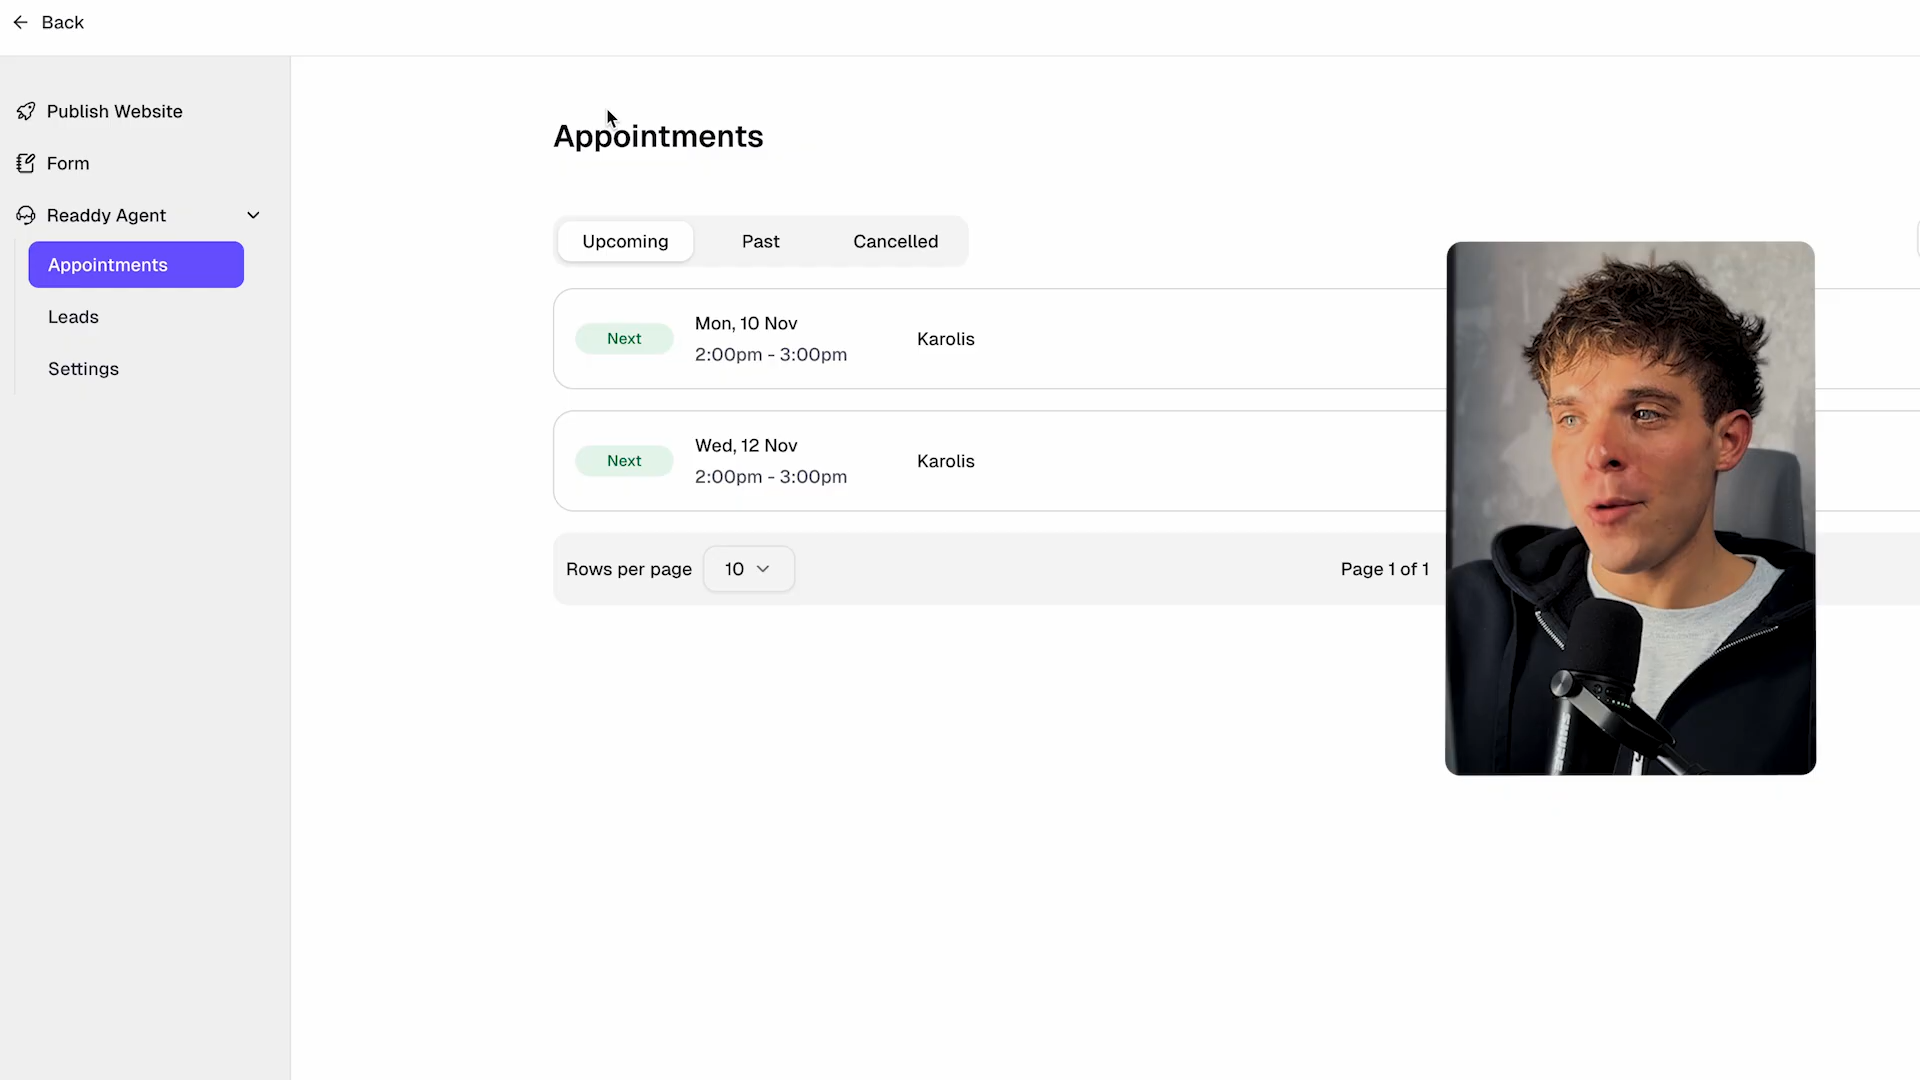 Back
Publish Website
Form
Readdy Agent
Appointments
Leads
Settings
Appointments
Upcoming
Past
Cancelled
Next
Mon, 10 Nov
2:00pm - 3:00pm
Karolis
Next
Wed, 12 Nov
2:00pm - 3:00pm
Karolis
Rows per page
10
Page 1 of 1